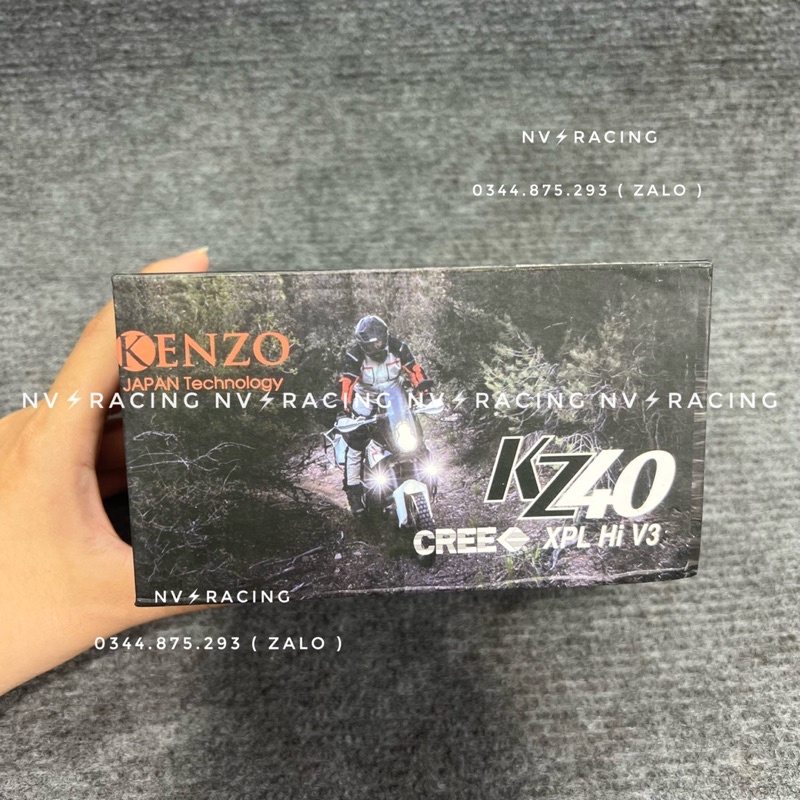 NV⚡RACING
0344.875.293 ( ZALO )
KENZO
JAPAN Technology
NV⚡RACING NV⚡RACING NV⚡RACING NV⚡RACING
KZ40
CREE XPL Hi V3
NV⚡RACING
0344.875.293 ( ZALO )